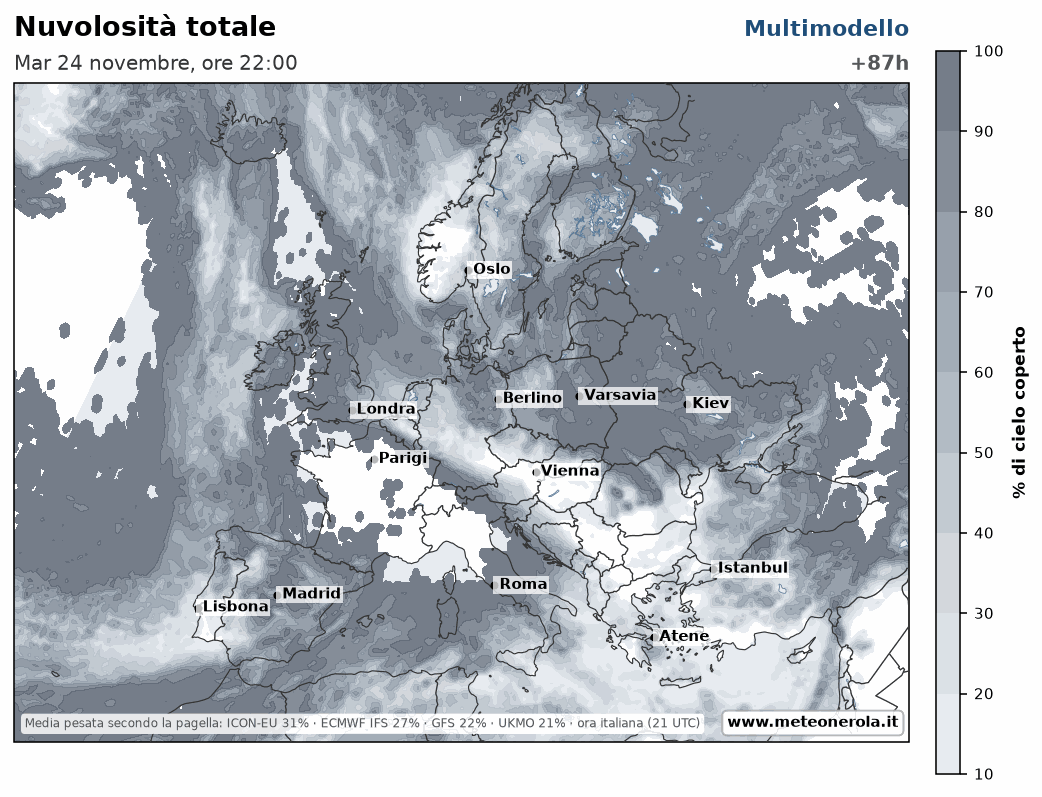 Nuvolosità totale
Multimodello
Mar 24 novembre, ore 22:00
+87h
100
90
80
70
60
50
40
30
20
10
% di cielo coperto
Oslo
Berlino
Varsavia
Kiev
Londra
Parigi
Vienna
Istanbul
Roma
Madrid
Lisbona
Atene
Media pesata secondo la pagella: ICON-EU 31% · ECMWF IFS 27% · GFS 22% · UKMO 21% · ora italiana (21 UTC)
www.meteonerola.it